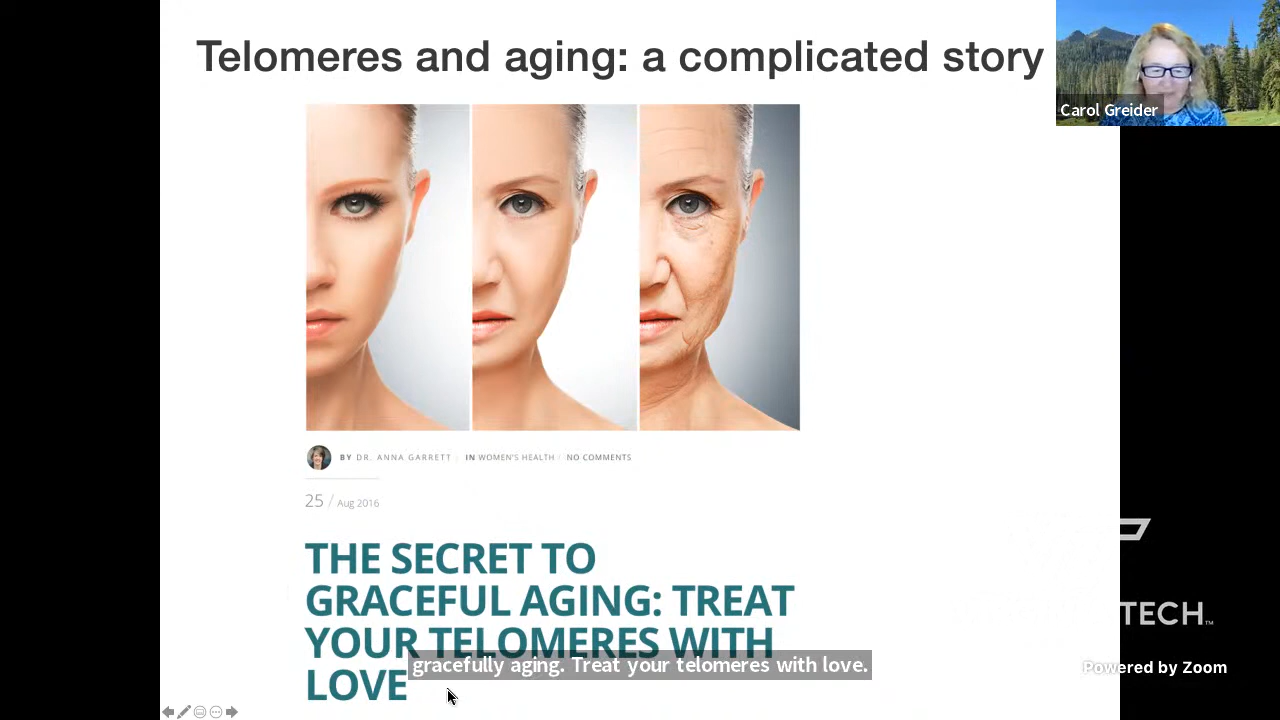 Telomeres and aging: a complicated story
Carol Greider
BY DR. ANNA GARRETT / IN WOMEN'S HEALTH / NO COMMENTS
25 / Aug 2016
THE SECRET TO
GRACEFUL AGING: TREAT
YOUR TELOMERES WITH
LOVE
gracefully aging. Treat your telomeres with love.
TECH™
Powered by Zoom